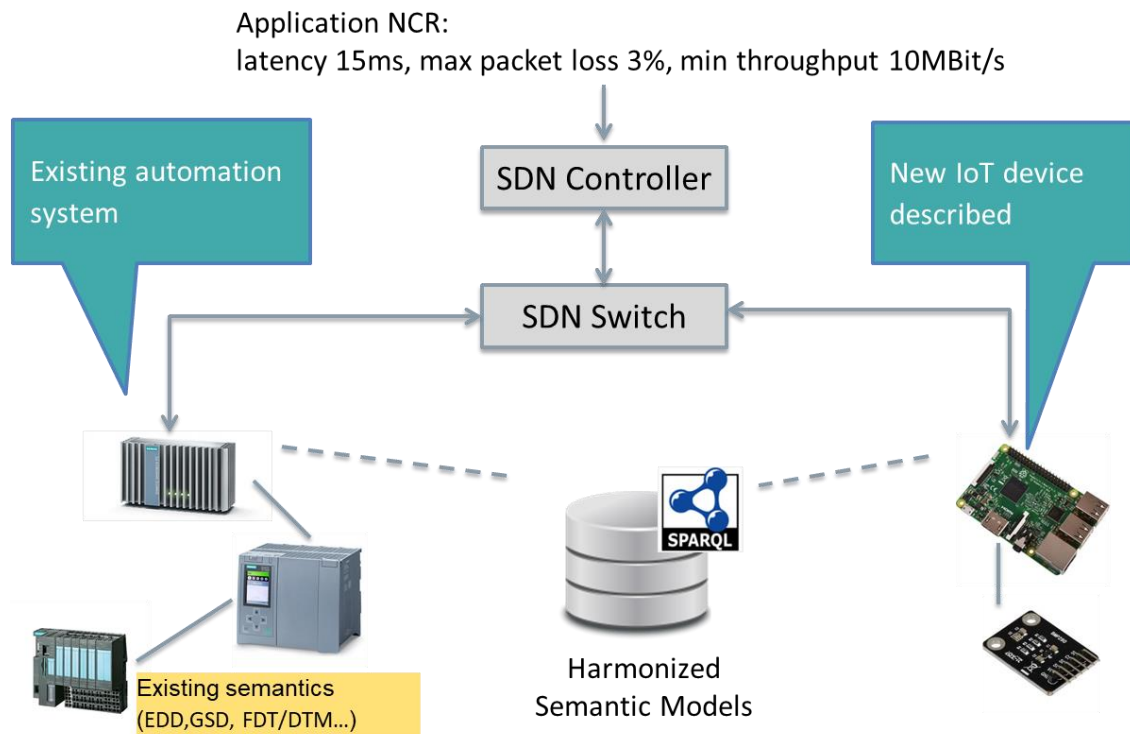 Application NCR:
latency 15ms, max packet loss 3%, min throughput 10MBit/s
Existing automation
system
SDN Controller
New IoT device
described
SDN Switch
SPARQL
Harmonized
Semantic Models
Existing semantics
(EDD,GSD, FDT/DTM...)